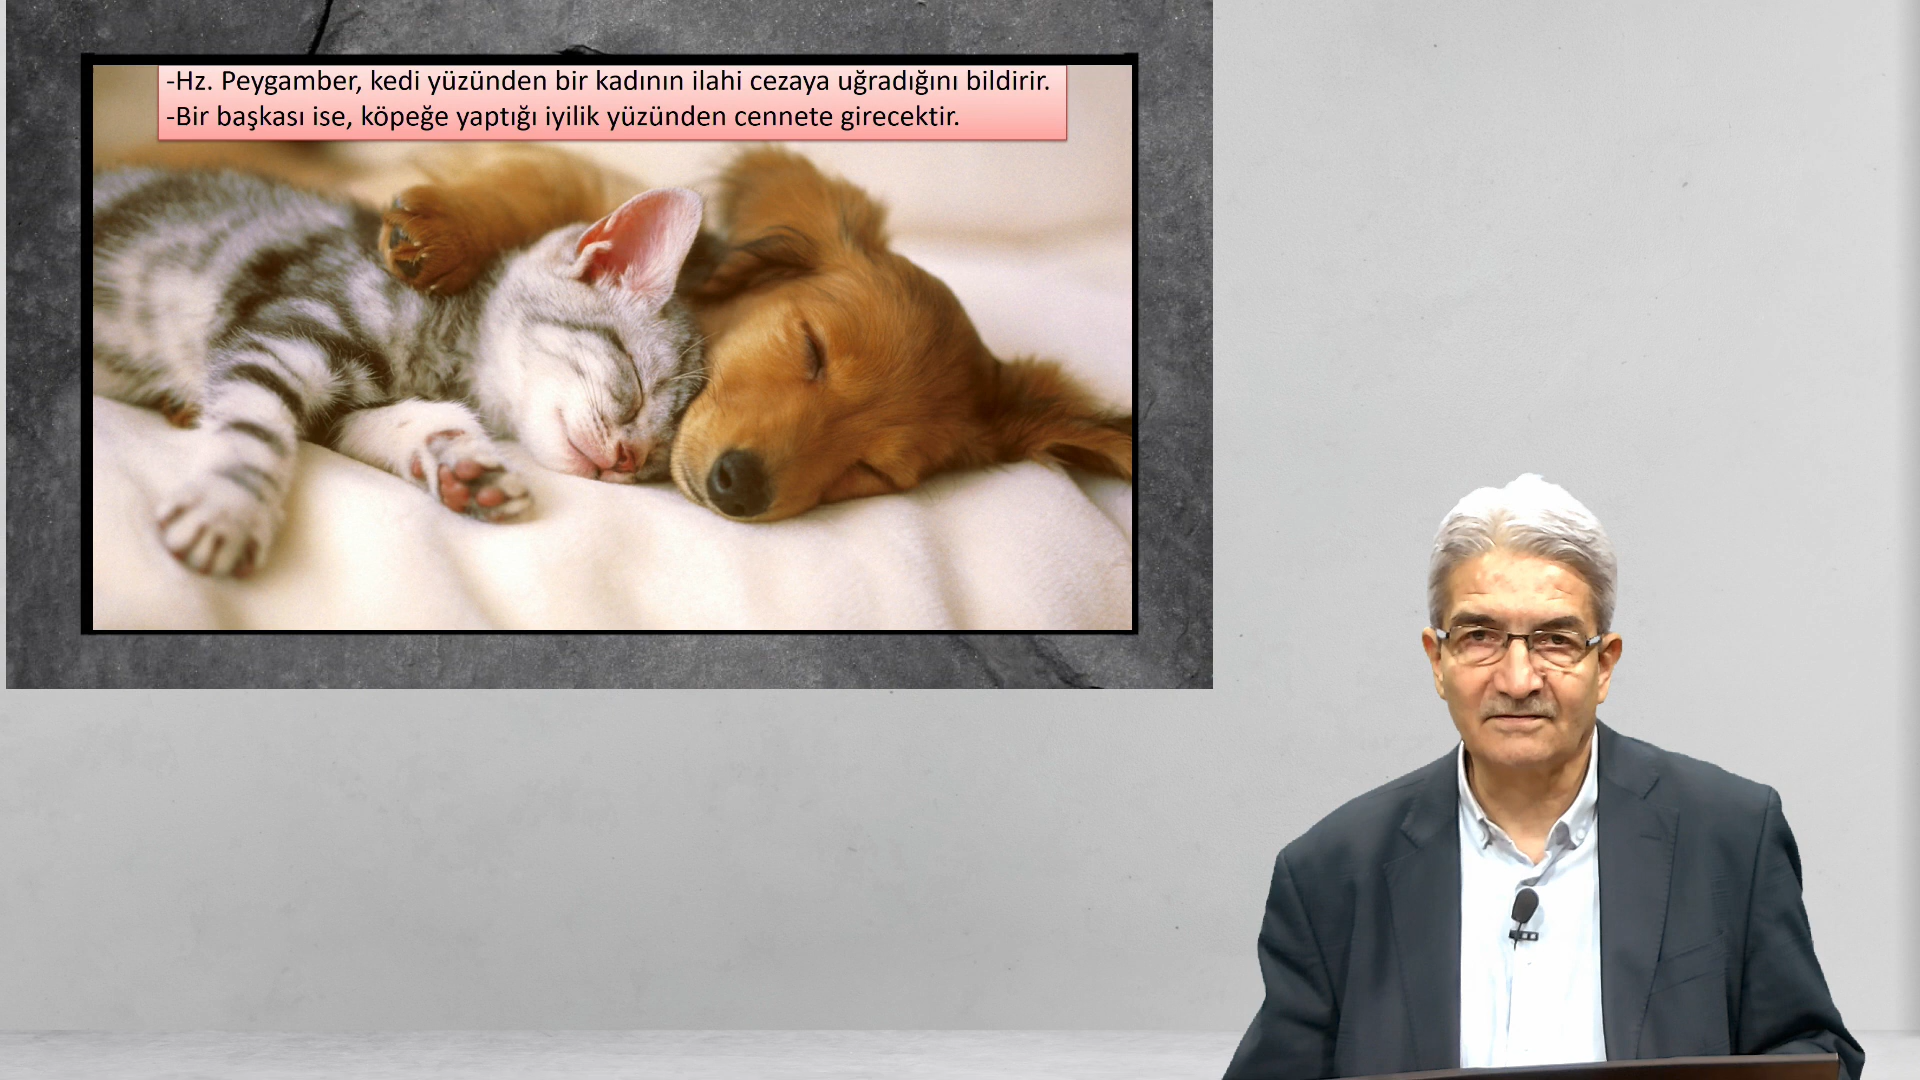 -Hz. Peygamber, kedi yüzünden bir kadının ilahi cezaya uğradığını bildirir.
-Bir başkası ise, köpeğe yaptığı iyilik yüzünden cennete girecektir.